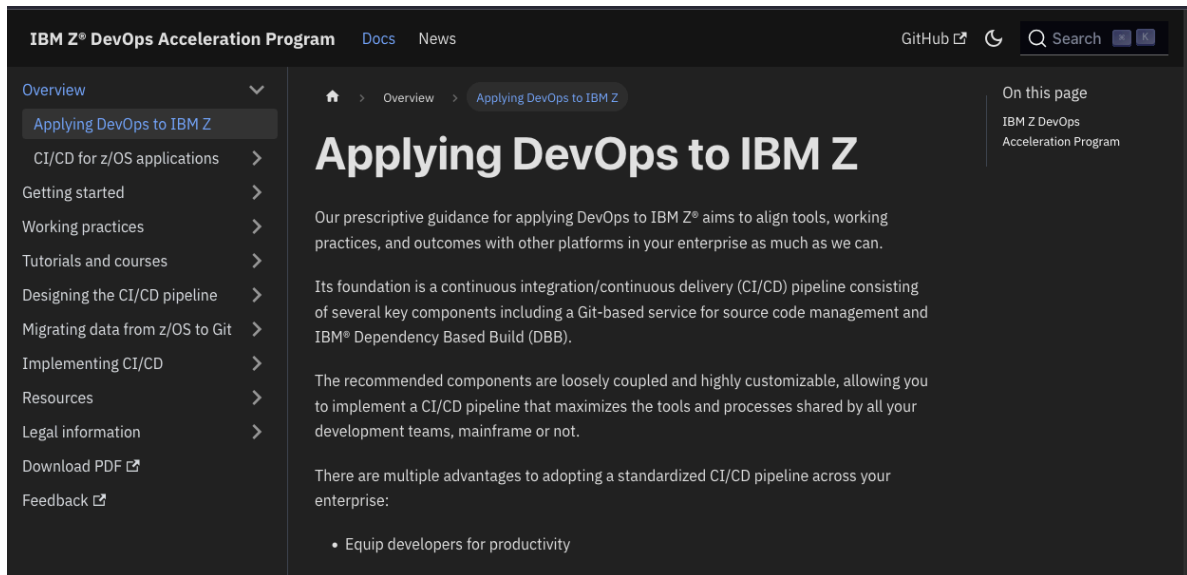 IBM Z® DevOps Acceleration Program Docs News GitHub Search K
Overview
Applying DevOps to IBM Z
CI/CD for z/OS applications
Getting started
Working practices
Tutorials and courses
Designing the CI/CD pipeline
Migrating data from z/OS to Git
Implementing CI/CD
Resources
Legal information
Download PDF
Feedback
Overview > Applying DevOps to IBM Z
Applying DevOps to IBM Z
Our prescriptive guidance for applying DevOps to IBM Z® aims to align tools, working
practices, and outcomes with other platforms in your enterprise as much as we can.
Its foundation is a continuous integration/continuous delivery (CI/CD) pipeline consisting
of several key components including a Git-based service for source code management and
IBM® Dependency Based Build (DBB).
The recommended components are loosely coupled and highly customizable, allowing you
to implement a CI/CD pipeline that maximizes the tools and processes shared by all your
development teams, mainframe or not.
There are multiple advantages to adopting a standardized CI/CD pipeline across your
enterprise:
• Equip developers for productivity
On this page
IBM Z DevOps
Acceleration Program